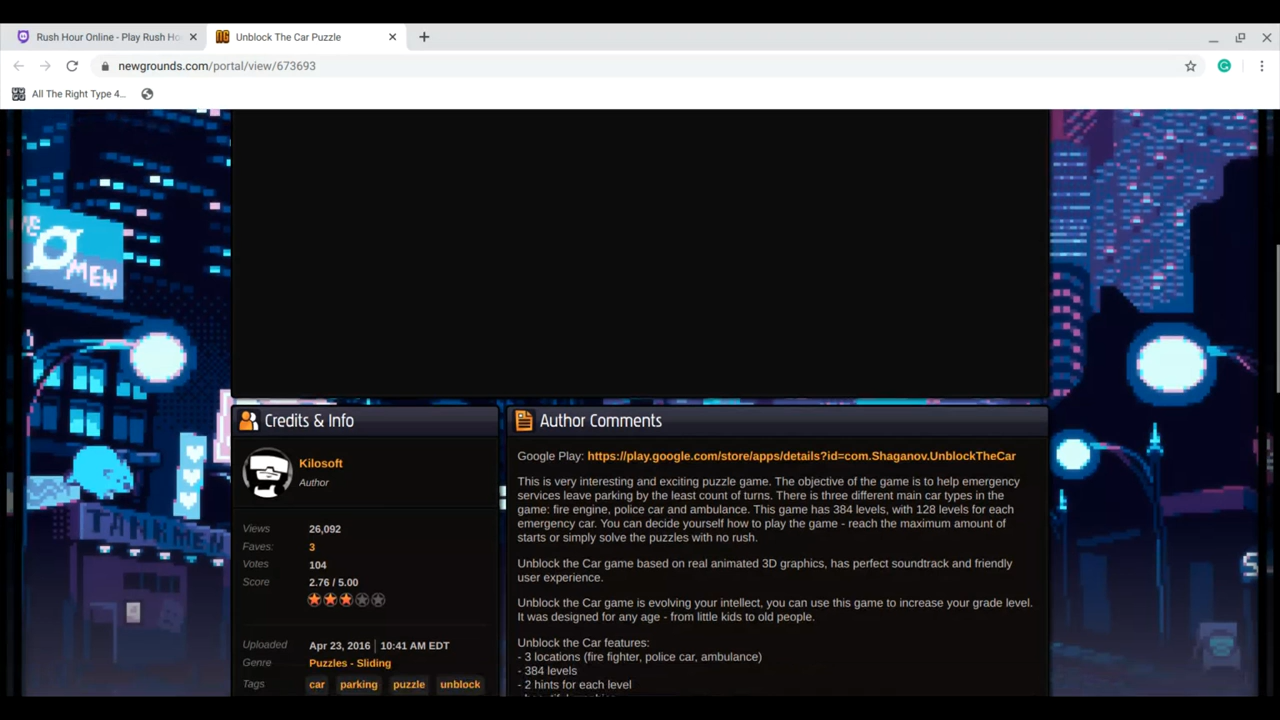 Rush Hour Online - Play Rush Ho
Unblock The Car Puzzle
newgrounds.com/portal/view/673693
All The Right Type 4...
MEN
TANKMEN
Credits & Info
Kilosoft
Author
Views 26,092
Faves: 3
Votes 104
Score 2.76 / 5.00
Uploaded Apr 23, 2016 | 10:41 AM EDT
Genre Puzzles - Sliding
Tags car parking puzzle unblock
Author Comments
Google Play: https://play.google.com/store/apps/details?id=com.Shaganov.UnblockTheCar
This is very interesting and exciting puzzle game. The objective of the game is to help emergency
services leave parking by the least count of turns. There is three different main car types in the
game: fire engine, police car and ambulance. This game has 384 levels, with 128 levels for each
emergency car. You can decide yourself how to play the game - reach the maximum amount of
starts or simply solve the puzzles with no rush.
Unblock the Car game based on real animated 3D graphics, has perfect soundtrack and friendly
user experience.
Unblock the Car game is evolving your intellect, you can use this game to increase your grade level.
It was designed for any age - from little kids to old people.
Unblock the Car features:
- 3 locations (fire fighter, police car, ambulance)
- 384 levels
- 2 hints for each level